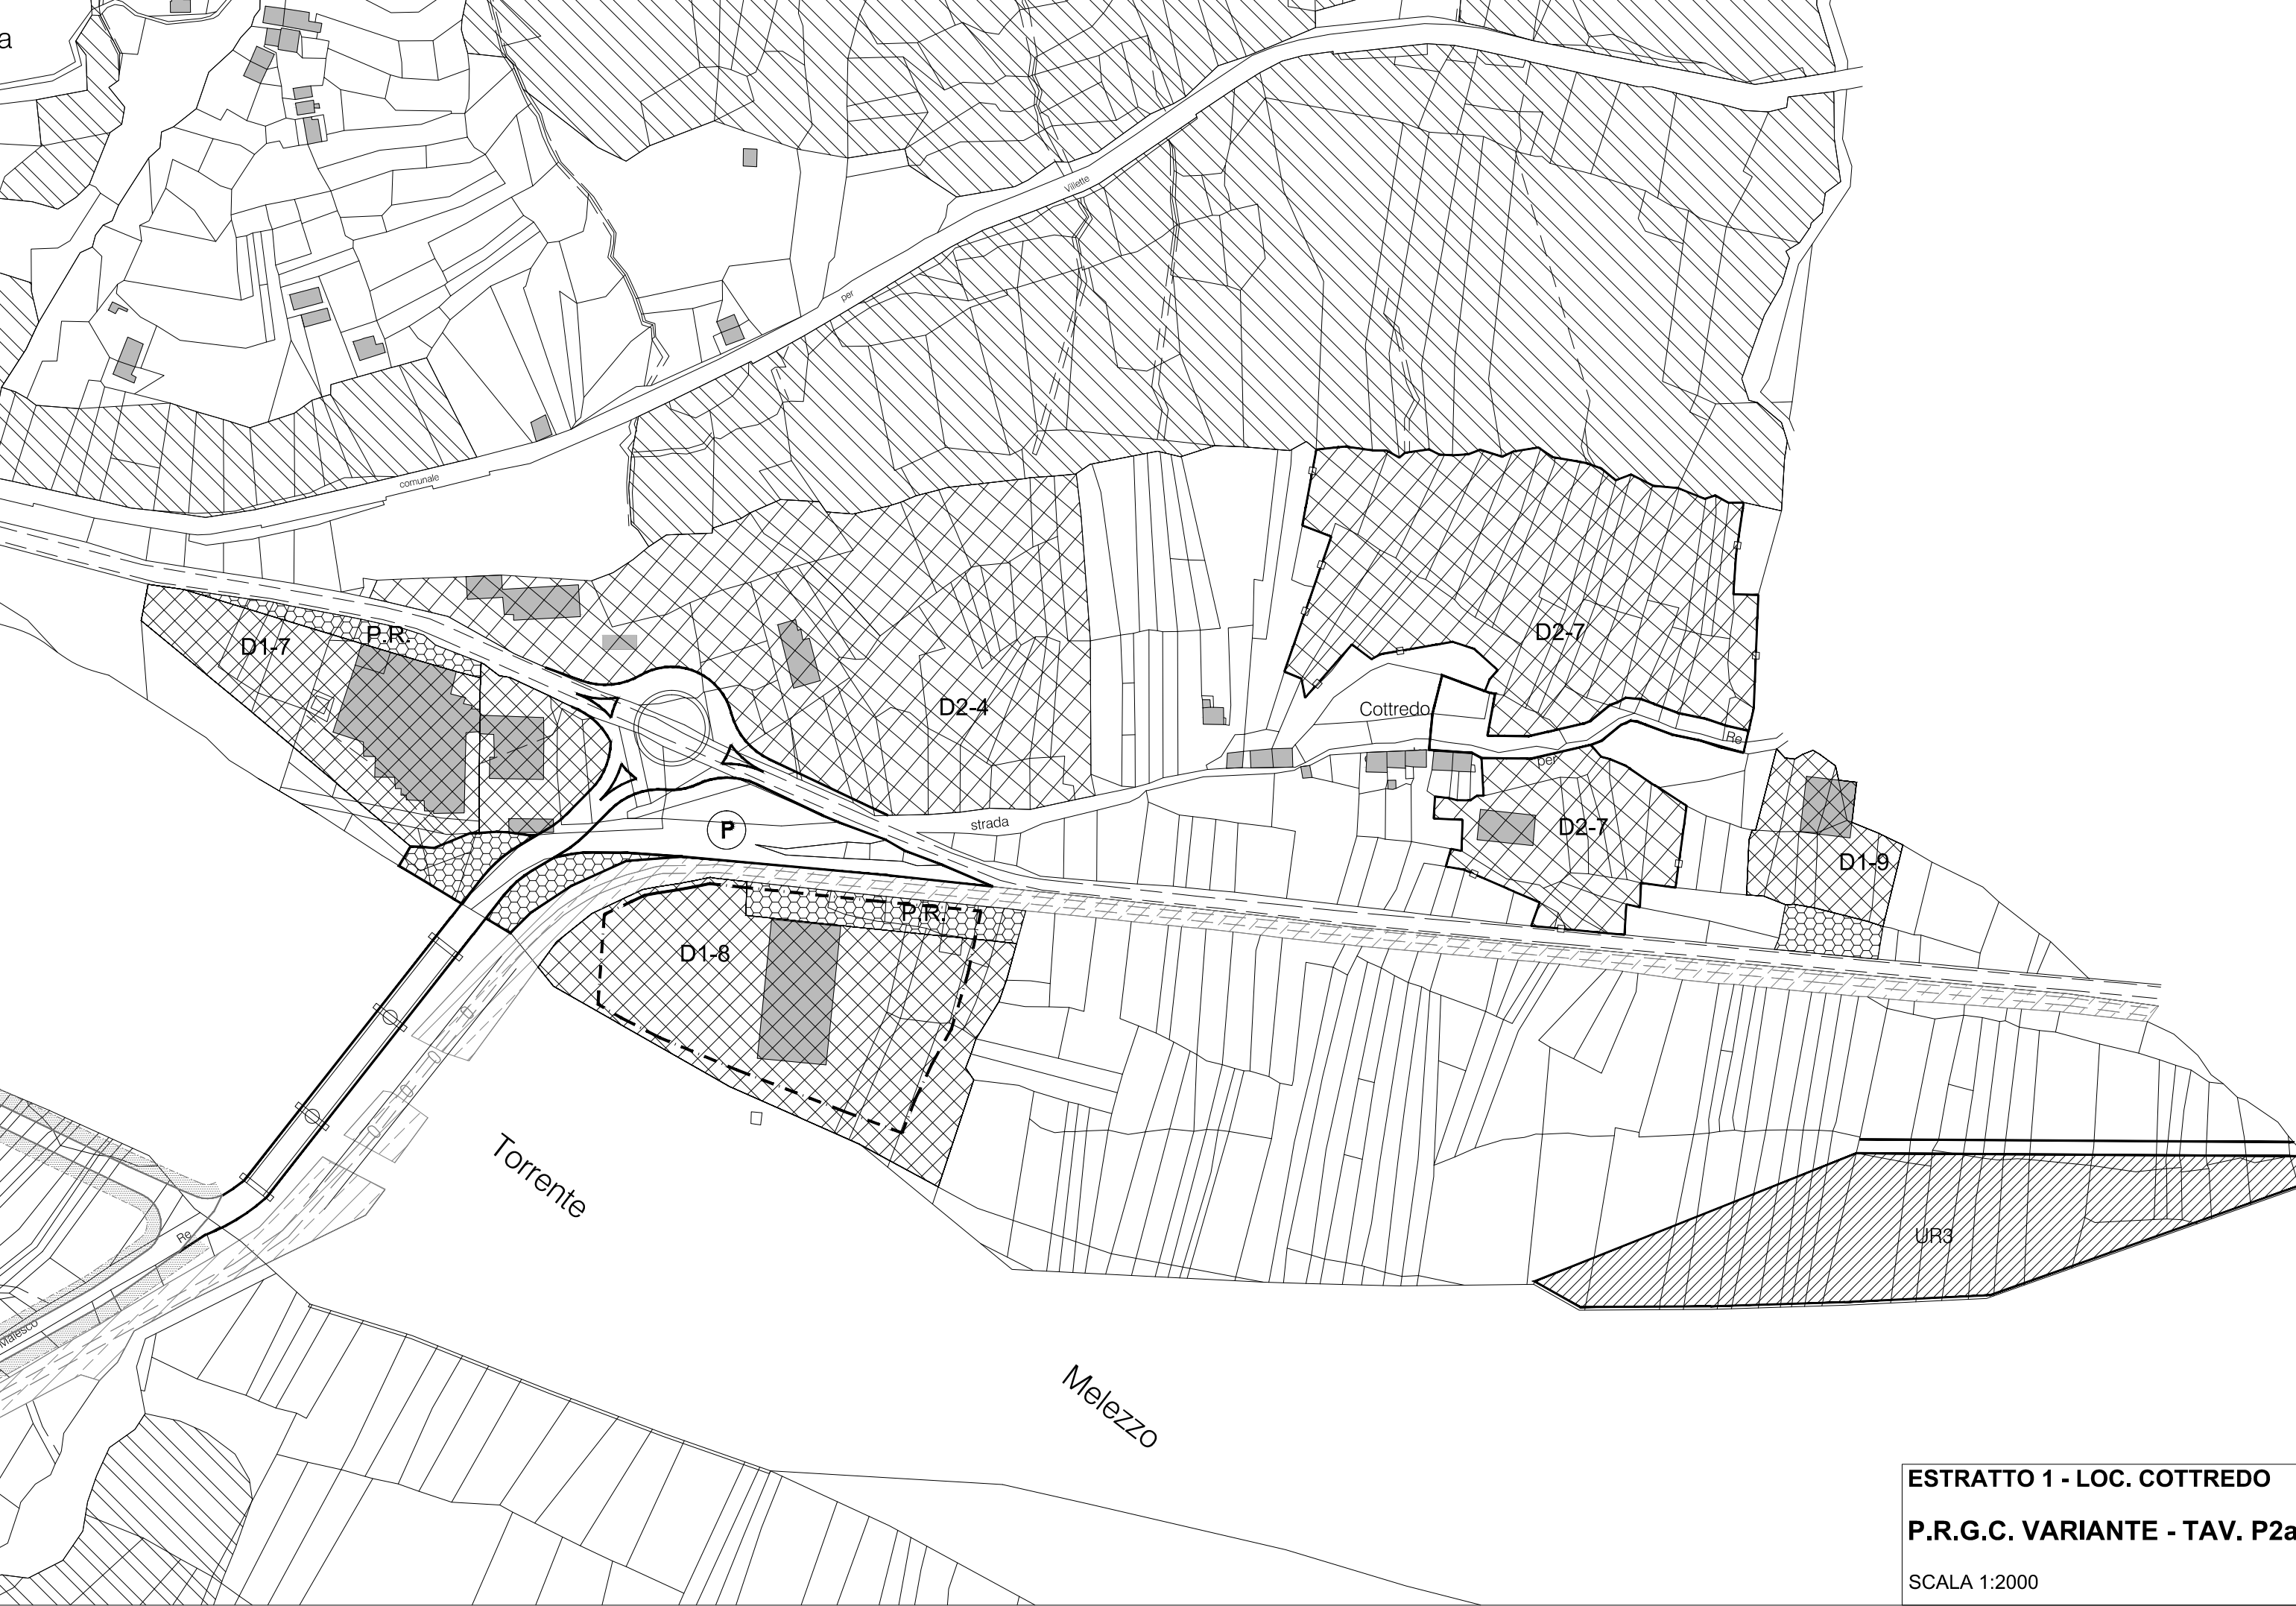 a
Villette
per
comunale
P.R.
D1-7
D2-7
D2-4
Cottredo
Re
per
strada
P
D2-7
D1-9
P.R.
D1-8
Torrente
UR3
Re
Malesco
Melezzo
ESTRATTO 1 - LOC. COTTREDO
P.R.G.C. VARIANTE - TAV. P2a
SCALA 1:2000